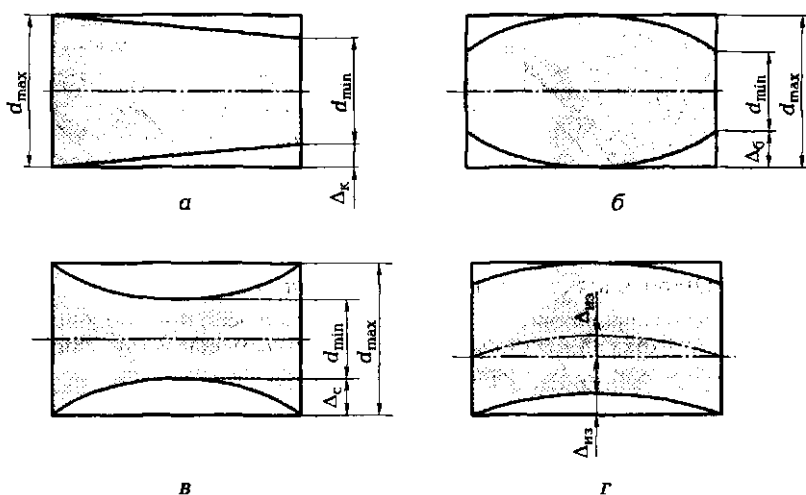 d_max
d_min
Δ_к
а
d_min
d_max
Δ_б
б
d_min
d_max
Δ_с
в
Δ_из
Δ_из
г